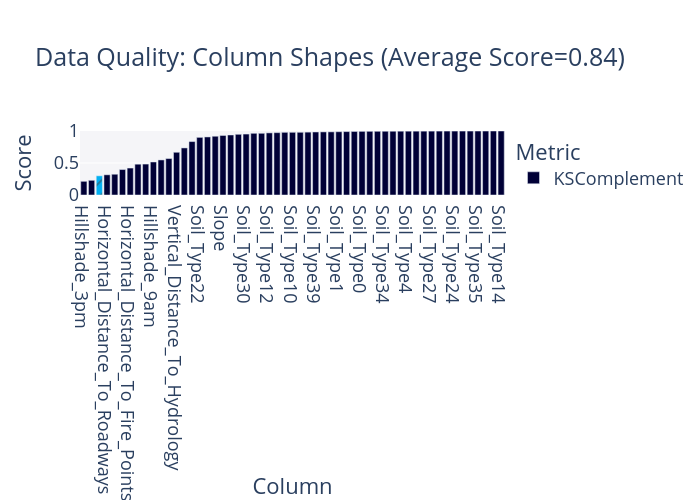 Data Quality: Column Shapes (Average Score=0.84)
Score
1
0.5
0
Metric
KSComplement
Hillshade_3pm
Horizontal_Distance_To_Roadways
Horizontal_Distance_To_Fire_Points
Hillshade_9am
Vertical_Distance_To_Hydrology
Soil_Type22
Slope
Soil_Type30
Soil_Type12
Soil_Type10
Soil_Type39
Soil_Type1
Soil_Type0
Soil_Type34
Soil_Type4
Soil_Type27
Soil_Type24
Soil_Type35
Soil_Type14
Column